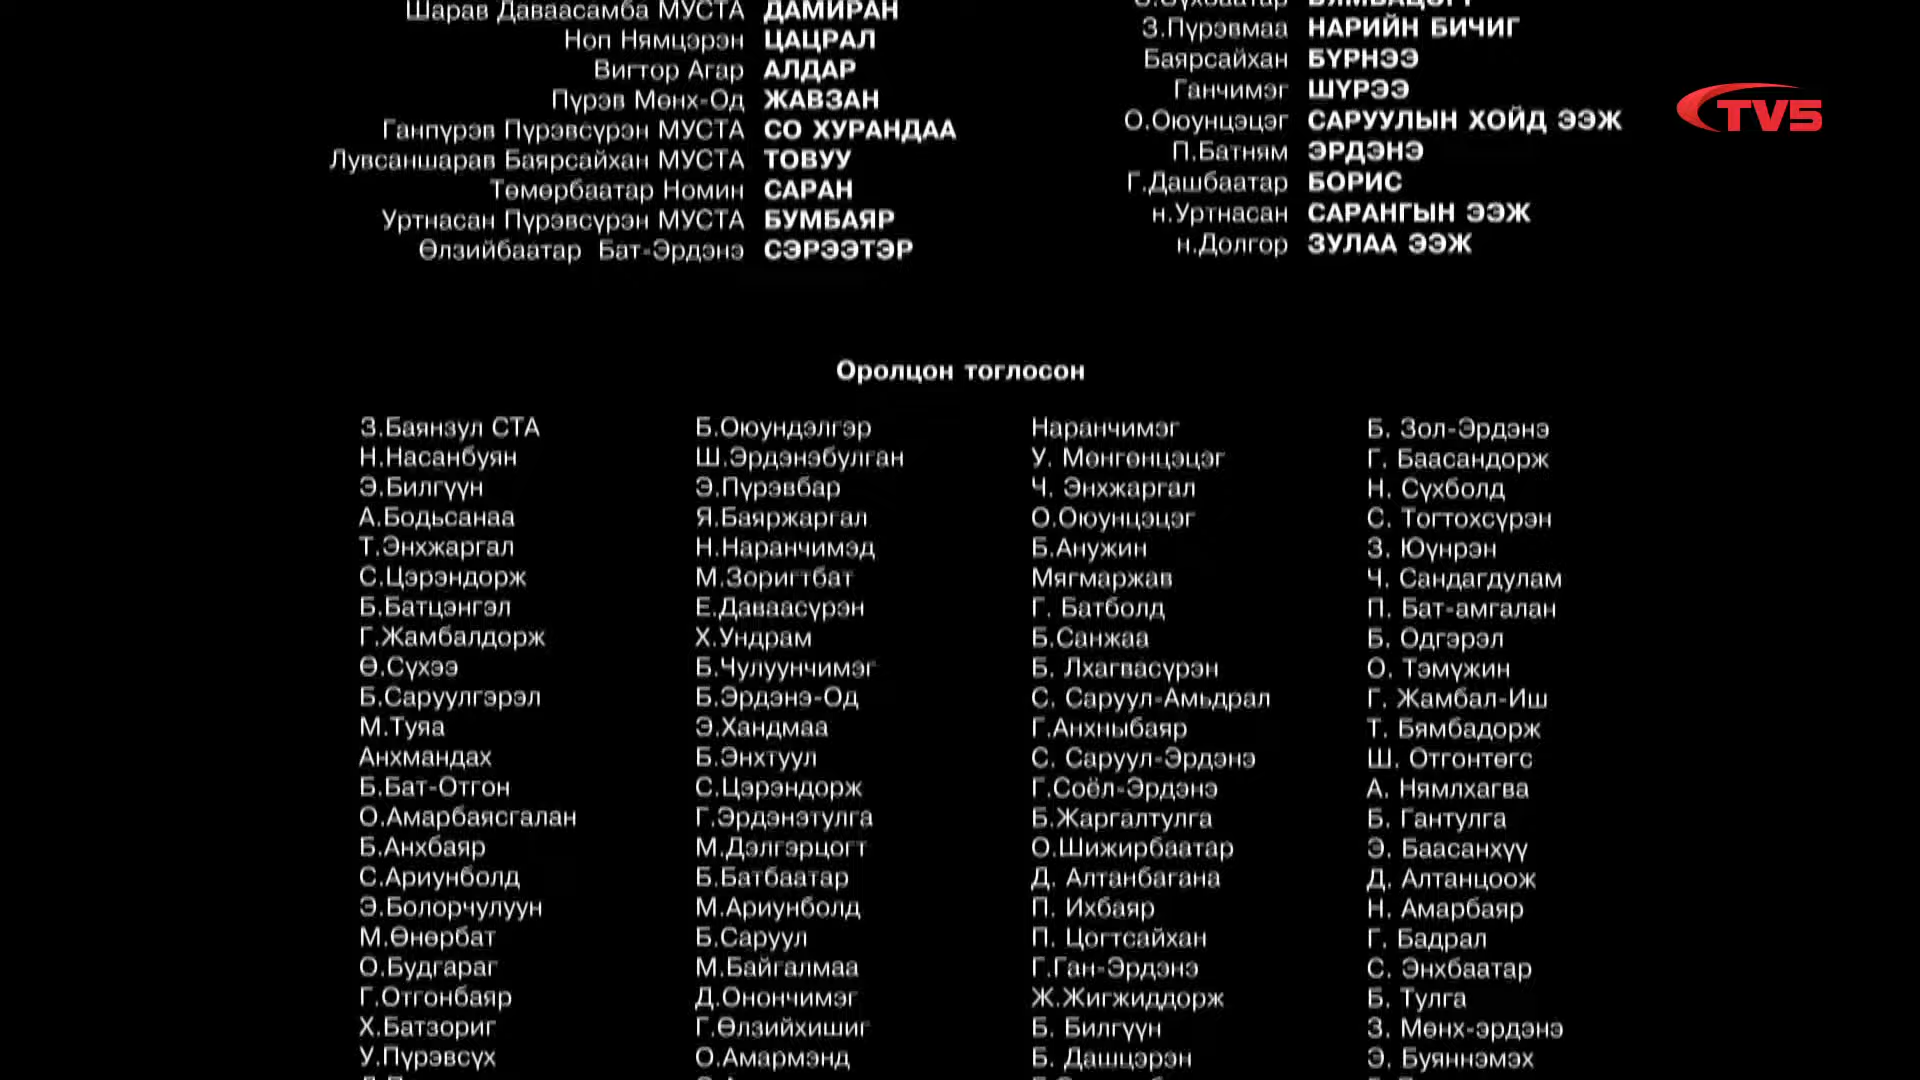 Шарав Даваасамба МУСТА ДАМИРАН
Ноп Нямцэрэн ЦАЦРАЛ
Вигтор Агар АЛДАР
Пүрэв Мөнх-Од ЖАВЗАН
Ганпүрэв Пүрэвсүрэн МУСТА СО ХУРАНДАА
Лувсаншарав Баярсайхан МУСТА ТОВУУ
Төмөрбаатар Номин САРАН
Уртнасан Пүрэвсүрэн МУСТА БУМБАЯР
Өлзийбаатар Бат-Эрдэнэ СЭРЭЭТЭР
З.Пүрэвмаа НАРИЙН БИЧИГ
Баярсайхан БҮРНЭЭ
Ганчимэг ШҮРЭЭ
О.Оюунцэцэг САРУУЛЫН ХОЙД ЭЭЖ
П.Батням ЭРДЭНЭ
Г.Дашбаатар БОРИС
н.Уртнасан САРАНГЫН ЭЭЖ
н.Долгор ЗУЛАА ЭЭЖ
TV5
Оролцон тоглосон
З.Баянзул СТА
Н.Насанбуян
Э.Билгүүн
А.Бодьсанаа
Т.Энхжаргал
С.Цэрэндорж
Б.Батцэнгэл
Г.Жамбалдорж
Ө.Сүхээ
Б.Саруулгэрэл
М.Туяа
Анхмандах
Б.Бат-Отгон
О.Амарбаясгалан
Б.Анхбаяр
С.Ариунболд
Э.Болорчулуун
М.Өнөрбат
О.Будгараг
Г.Отгонбаяр
Х.Батзориг
У.Пүрэвсүх
Б.Оюундэлгэр
Ш.Эрдэнэбулган
Э.Пүрэвбар
Я.Баяржаргал
Н.Наранчимэд
М.Зоригтбат
Е.Даваасүрэн
Х.Ундрам
Б.Чулуунчимэг
Б.Эрдэнэ-Од
Э.Хандмаа
Б.Энхтуул
С.Цэрэндорж
Г.Эрдэнэтулга
М.Дэлгэрцогт
Б.Батбаатар
М.Ариунболд
Б.Саруул
М.Байгалмаа
Д.Онончимэг
Г.Өлзийхишиг
О.Амармэнд
Наранчимэг
У. Мөнгөнцэцэг
Ч. Энхжаргал
О.Оюунцэцэг
Б.Анужин
Мягмаржав
Г. Батболд
Б.Санжаа
Б. Лхагвасүрэн
С. Саруул-Амьдрал
Г.Анхныбаяр
С. Саруул-Эрдэнэ
Г.Соёл-Эрдэнэ
Б.Жаргалтулга
О.Шижирбаатар
Д. Алтанбагана
П. Ихбаяр
П. Цогтсайхан
Г.Ган-Эрдэнэ
Ж.Жигжиддорж
Б. Билгүүн
Б. Дашцэрэн
Б. Зол-Эрдэнэ
Г. Баасандорж
Н. Сүхболд
С. Тогтохсүрэн
З. Юүнрэн
Ч. Сандагдулам
П. Бат-амгалан
Б. Одгэрэл
О. Тэмүжин
Г. Жамбал-Иш
Т. Бямбадорж
Ш. Отгонтөгс
А. Нямлхагва
Б. Гантулга
Э. Баасанхүү
Д. Алтанцоож
Н. Амарбаяр
Г. Бадрал
С. Энхбаатар
Б. Тулга
З. Мөнх-эрдэнэ
Э. Буяннэмэх